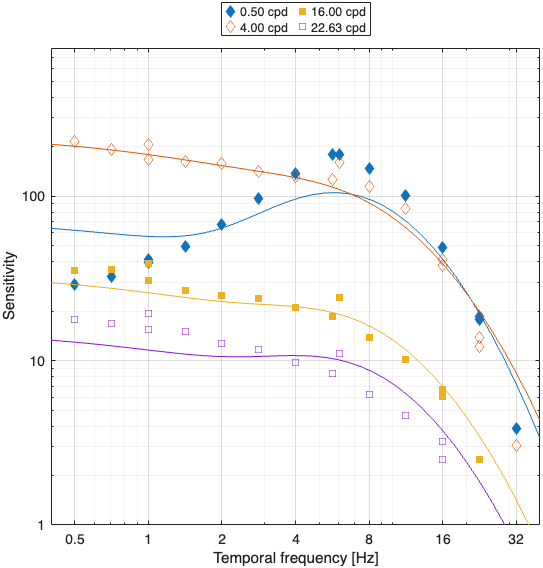 0.50 cpd 16.00 cpd
4.00 cpd 22.63 cpd
Sensitivity
100
10
1
0.5 1 2 4 8 16 32
Temporal frequency [Hz]